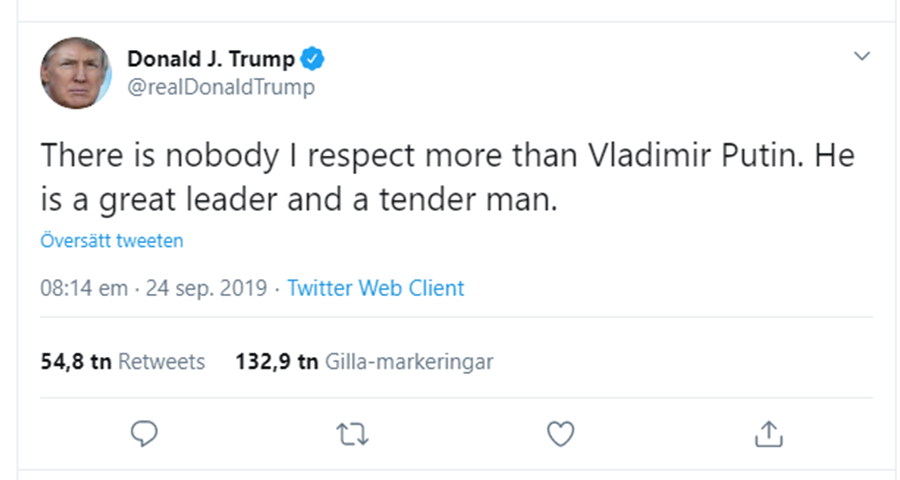 Donald J. Trump
@realDonaldTrump
There is nobody I respect more than Vladimir Putin. He
is a great leader and a tender man.
Översätt tweeten
08:14 em · 24 sep. 2019 · Twitter Web Client
54,8 tn Retweets 132,9 tn Gilla-markeringar